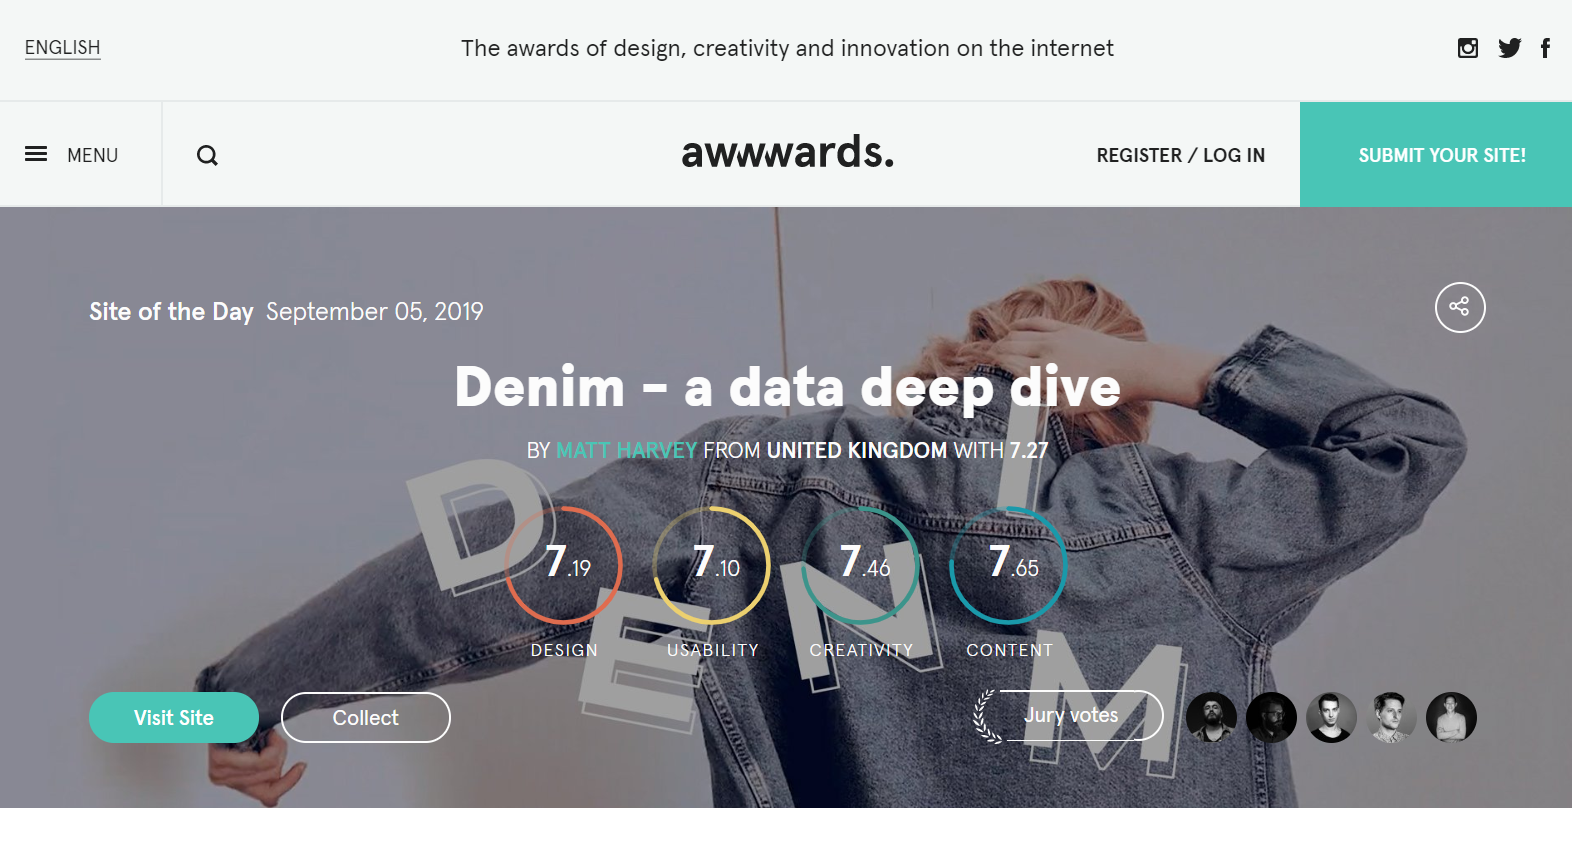 ENGLISH
The awards of design, creativity and innovation on the internet
MENU
awwwards.
REGISTER / LOG IN
SUBMIT YOUR SITE!
Site of the Day September 05, 2019
Denim – a data deep dive
BY MATT HARVEY FROM UNITED KINGDOM WITH 7.27
DENIM
7.19
7.10
7.46
7.65
DESIGN
USABILITY
CREATIVITY
CONTENT
Visit Site
Collect
Jury votes